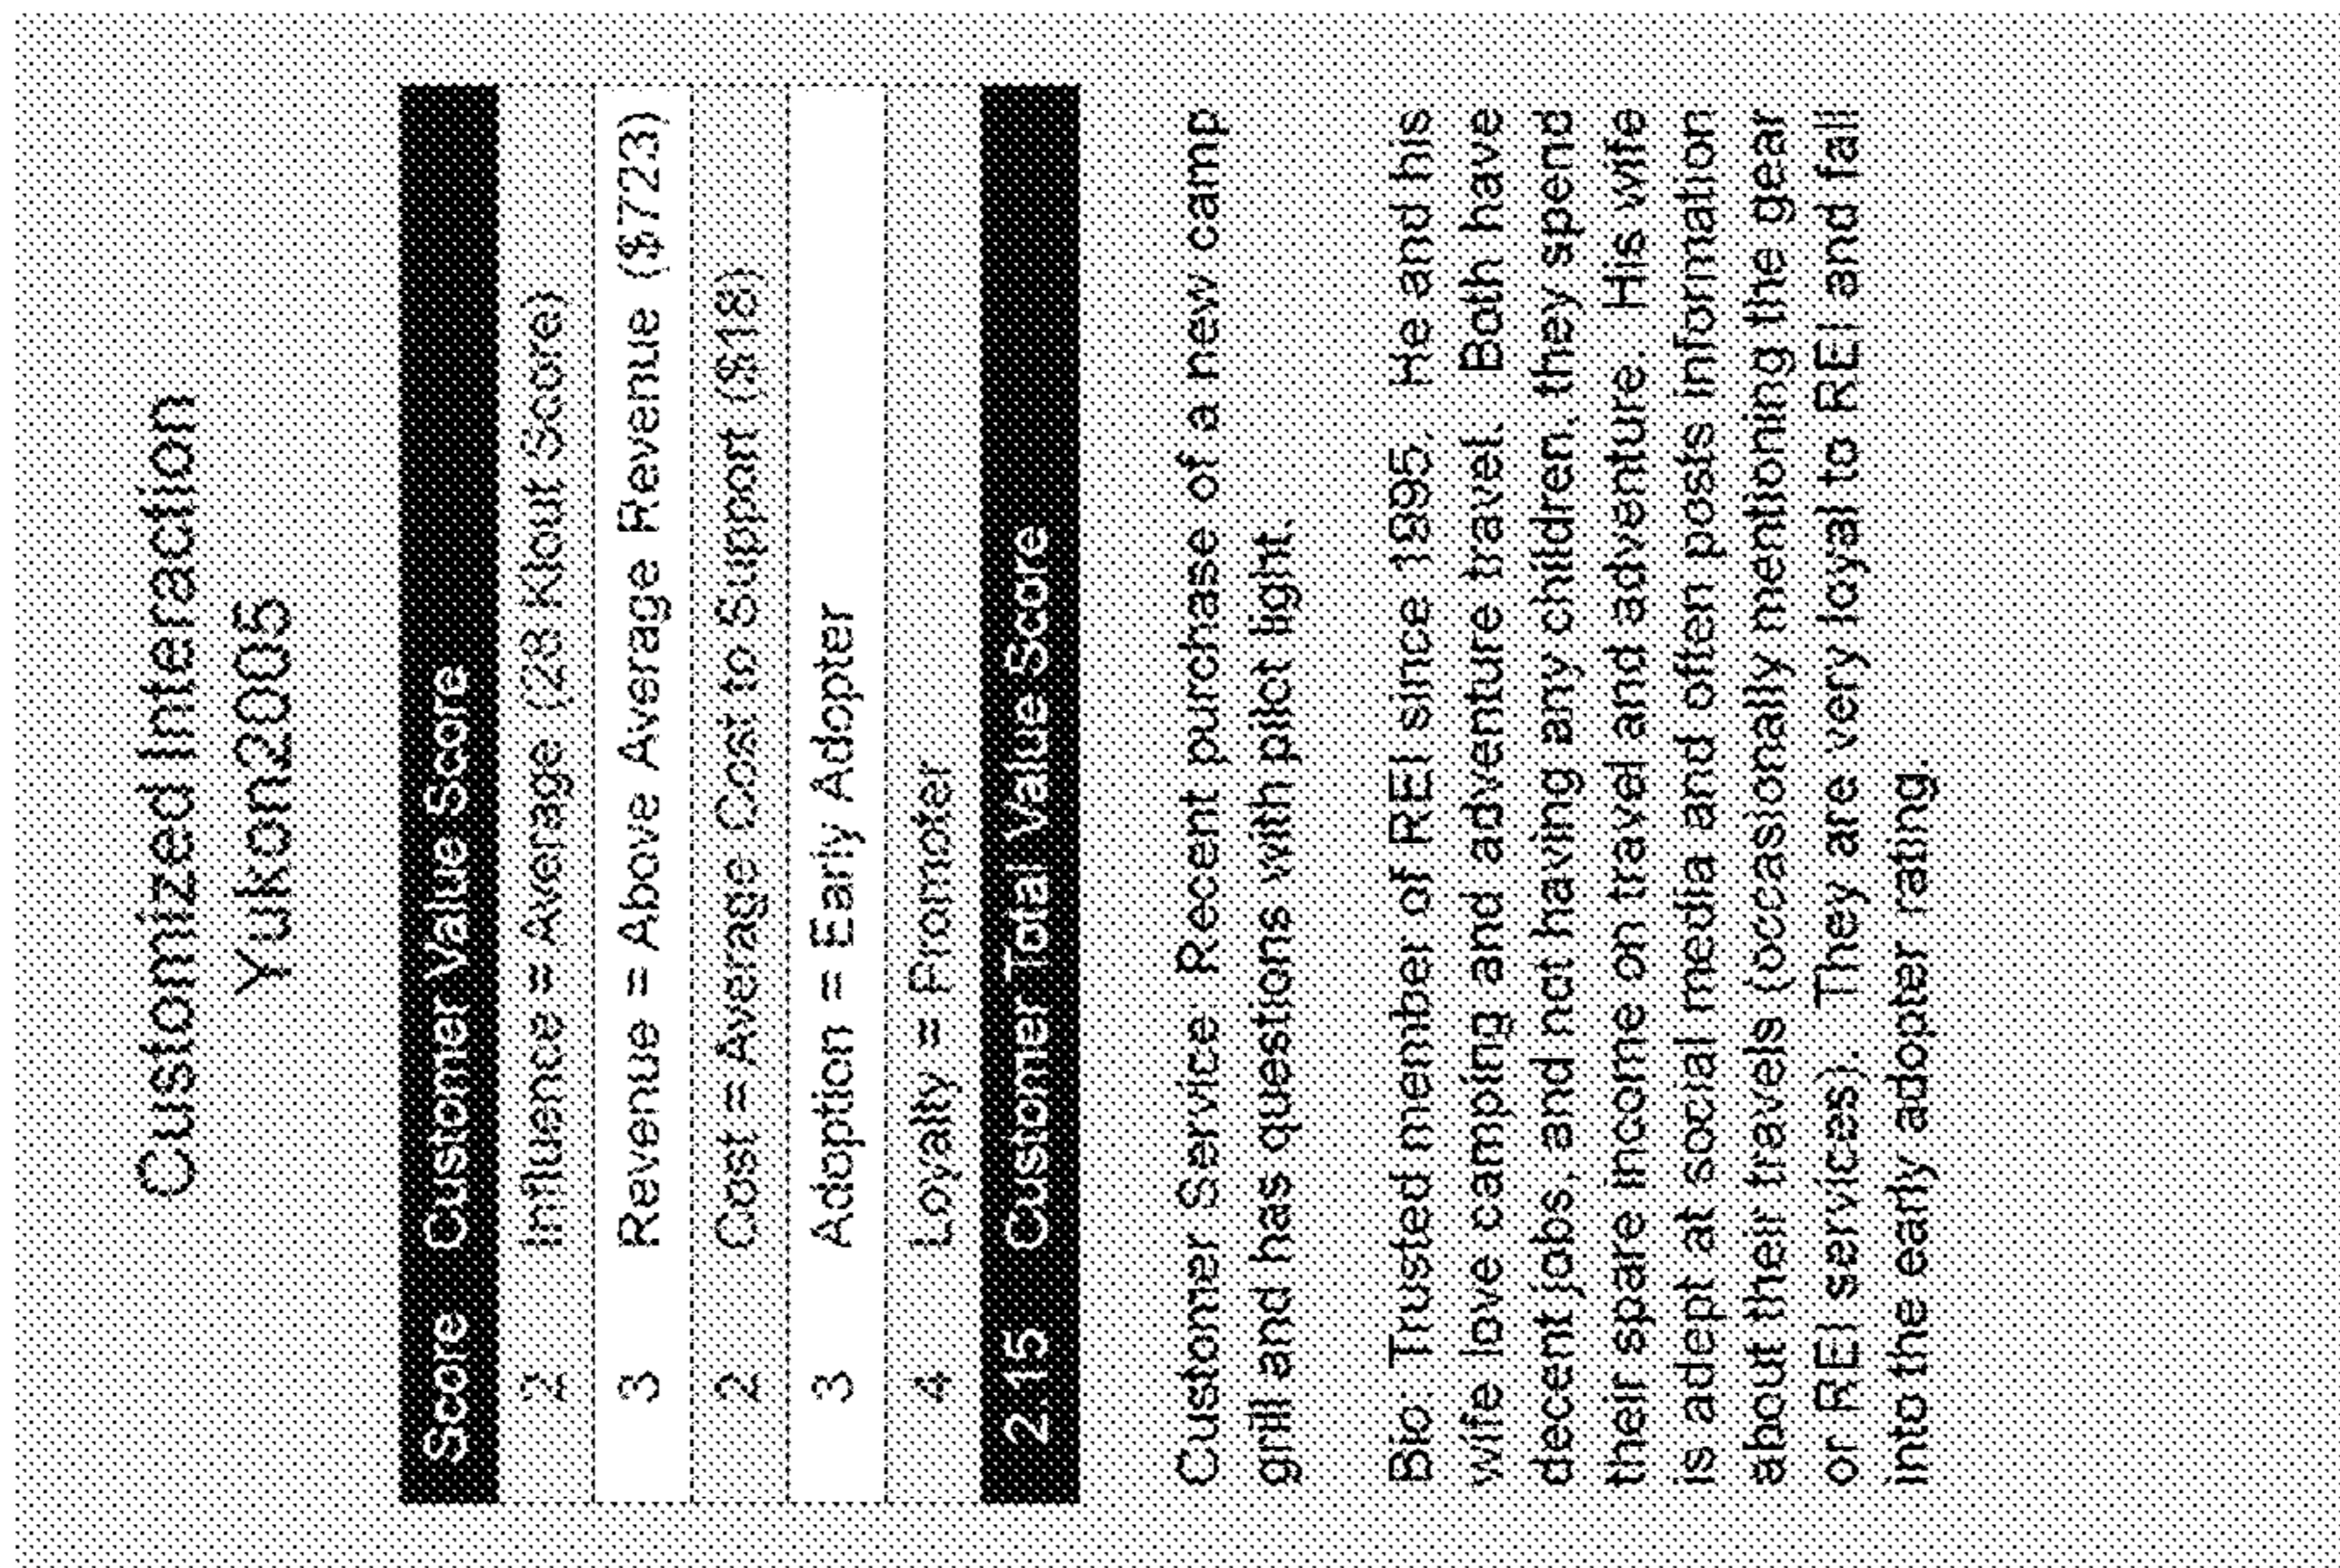 Customized Interaction
Yukon2005
Score Customer Value Score
2 Influence = Average (28 Klout Score)
3 Revenue = Above Average Revenue ($723)
2 Cost = Average Cost to Support ($18)
3 Adoption = Early Adopter
4 Loyalty = Promoter
2.15 Customer Total Value Score
Customer Service: Recent purchase of a new camp
grill and has questions with pilot light.
Bio: Trusted member of REI since 1995. He and his
wife love camping and adventure travel. Both have
decent jobs, and not having any children, they spend
their spare income on travel and adventure. His wife
is adept at social media and often posts information
about their travels (occasionally mentioning the gear
or REI services). They are very loyal to REI and fall
into the early adopter rating.